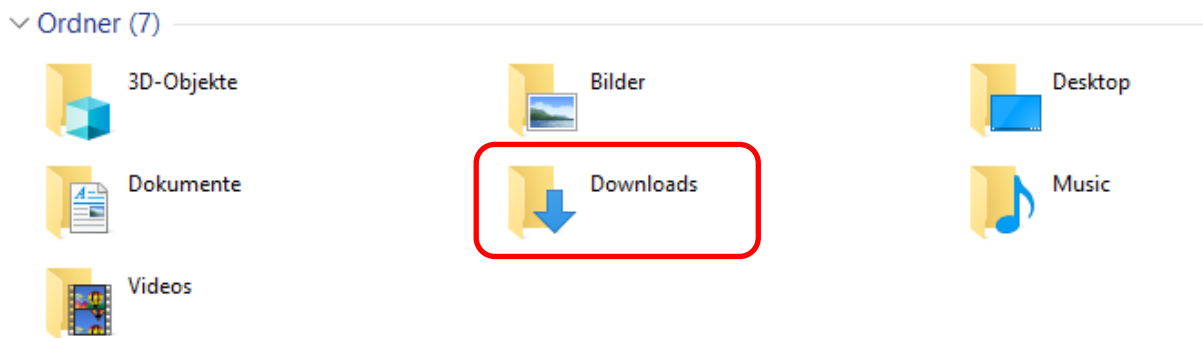 Ordner (7)
3D-Objekte
Bilder
Desktop
Dokumente
Downloads
Music
Videos